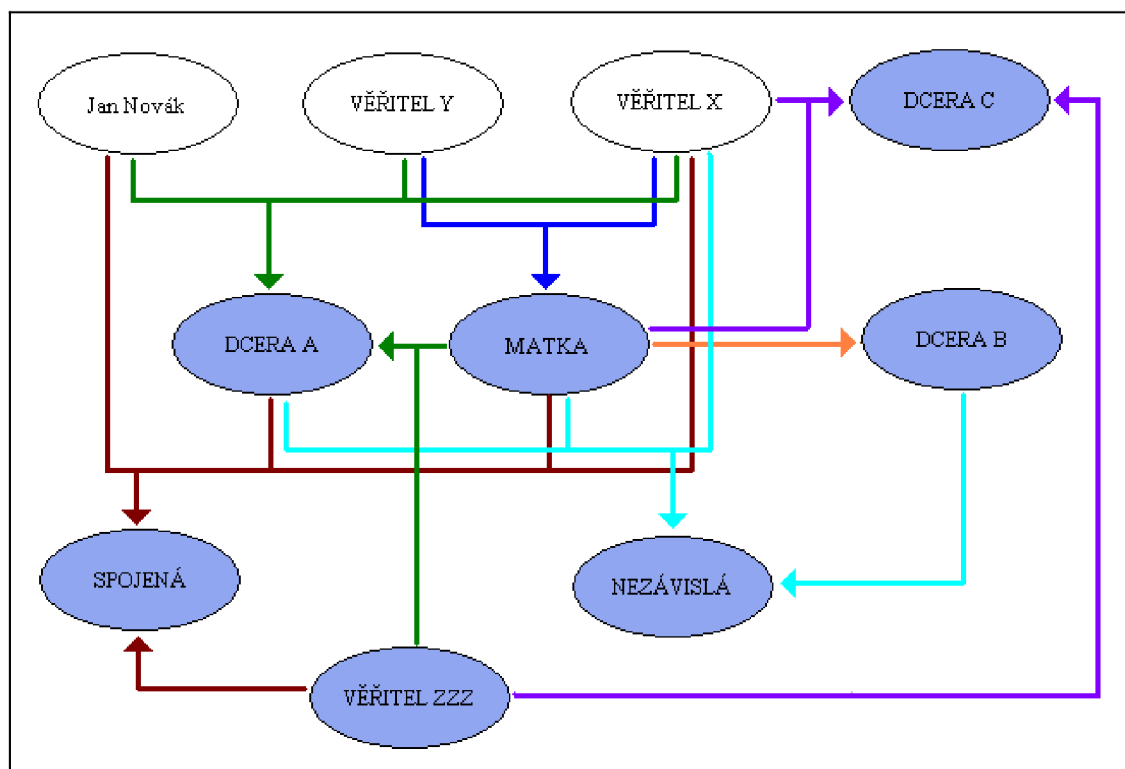 Jan Novák
VĚŘITEL Y
VĚŘITEL X
DCERA C
DCERA A
MATKA
DCERA B
SPOJENÁ
NEZÁVISLÁ
VĚŘITEL ZZZ